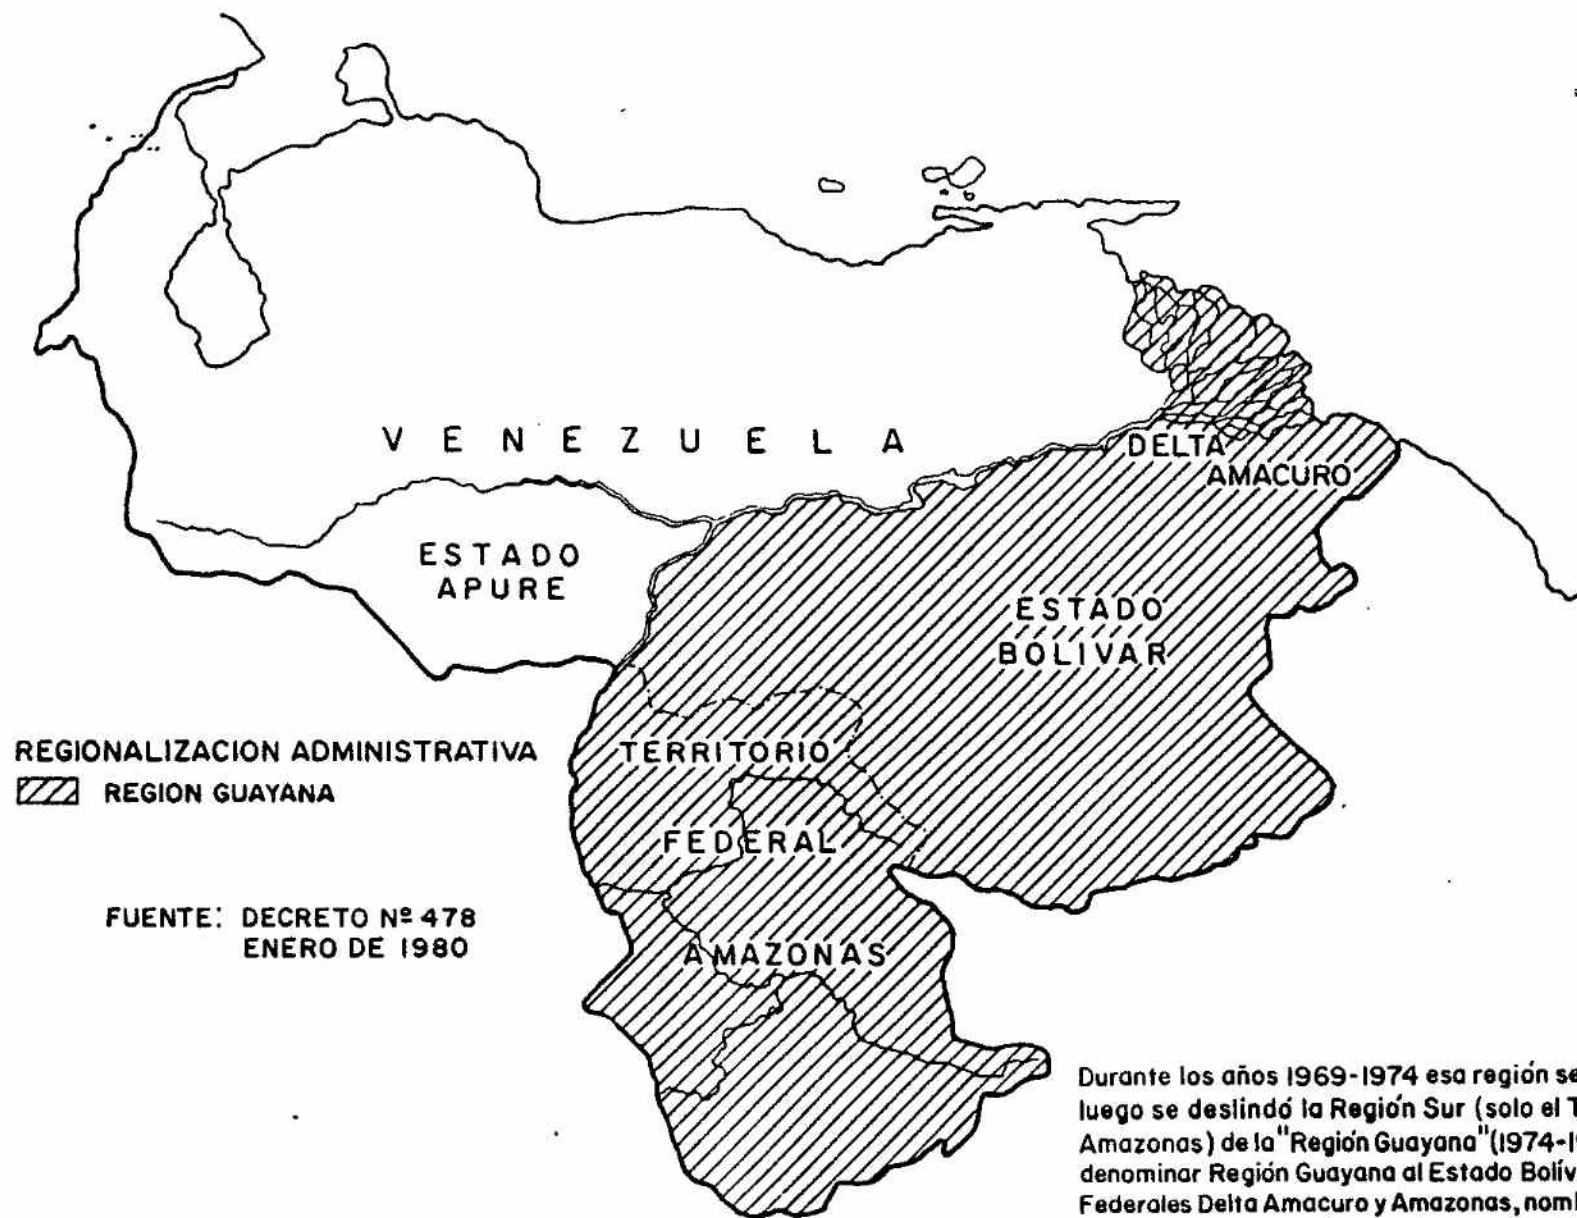 VENEZUELA
DELTA
AMACURO
ESTADO
APURE
ESTADO
BOLIVAR
REGIONALIZACION ADMINISTRATIVA
REGION GUAYANA
TERRITORIO
FEDERAL
AMAZONAS
FUENTE: DECRETO Nº 478
ENERO DE 1980
Durante los años 1969-1974 esa región se
luego se deslindó la Región Sur (solo el T
Amazonas) de la "Región Guayana" (1974-1
denominar Región Guayana al Estado Bolív
Federales Delta Amacuro y Amazonas, nom